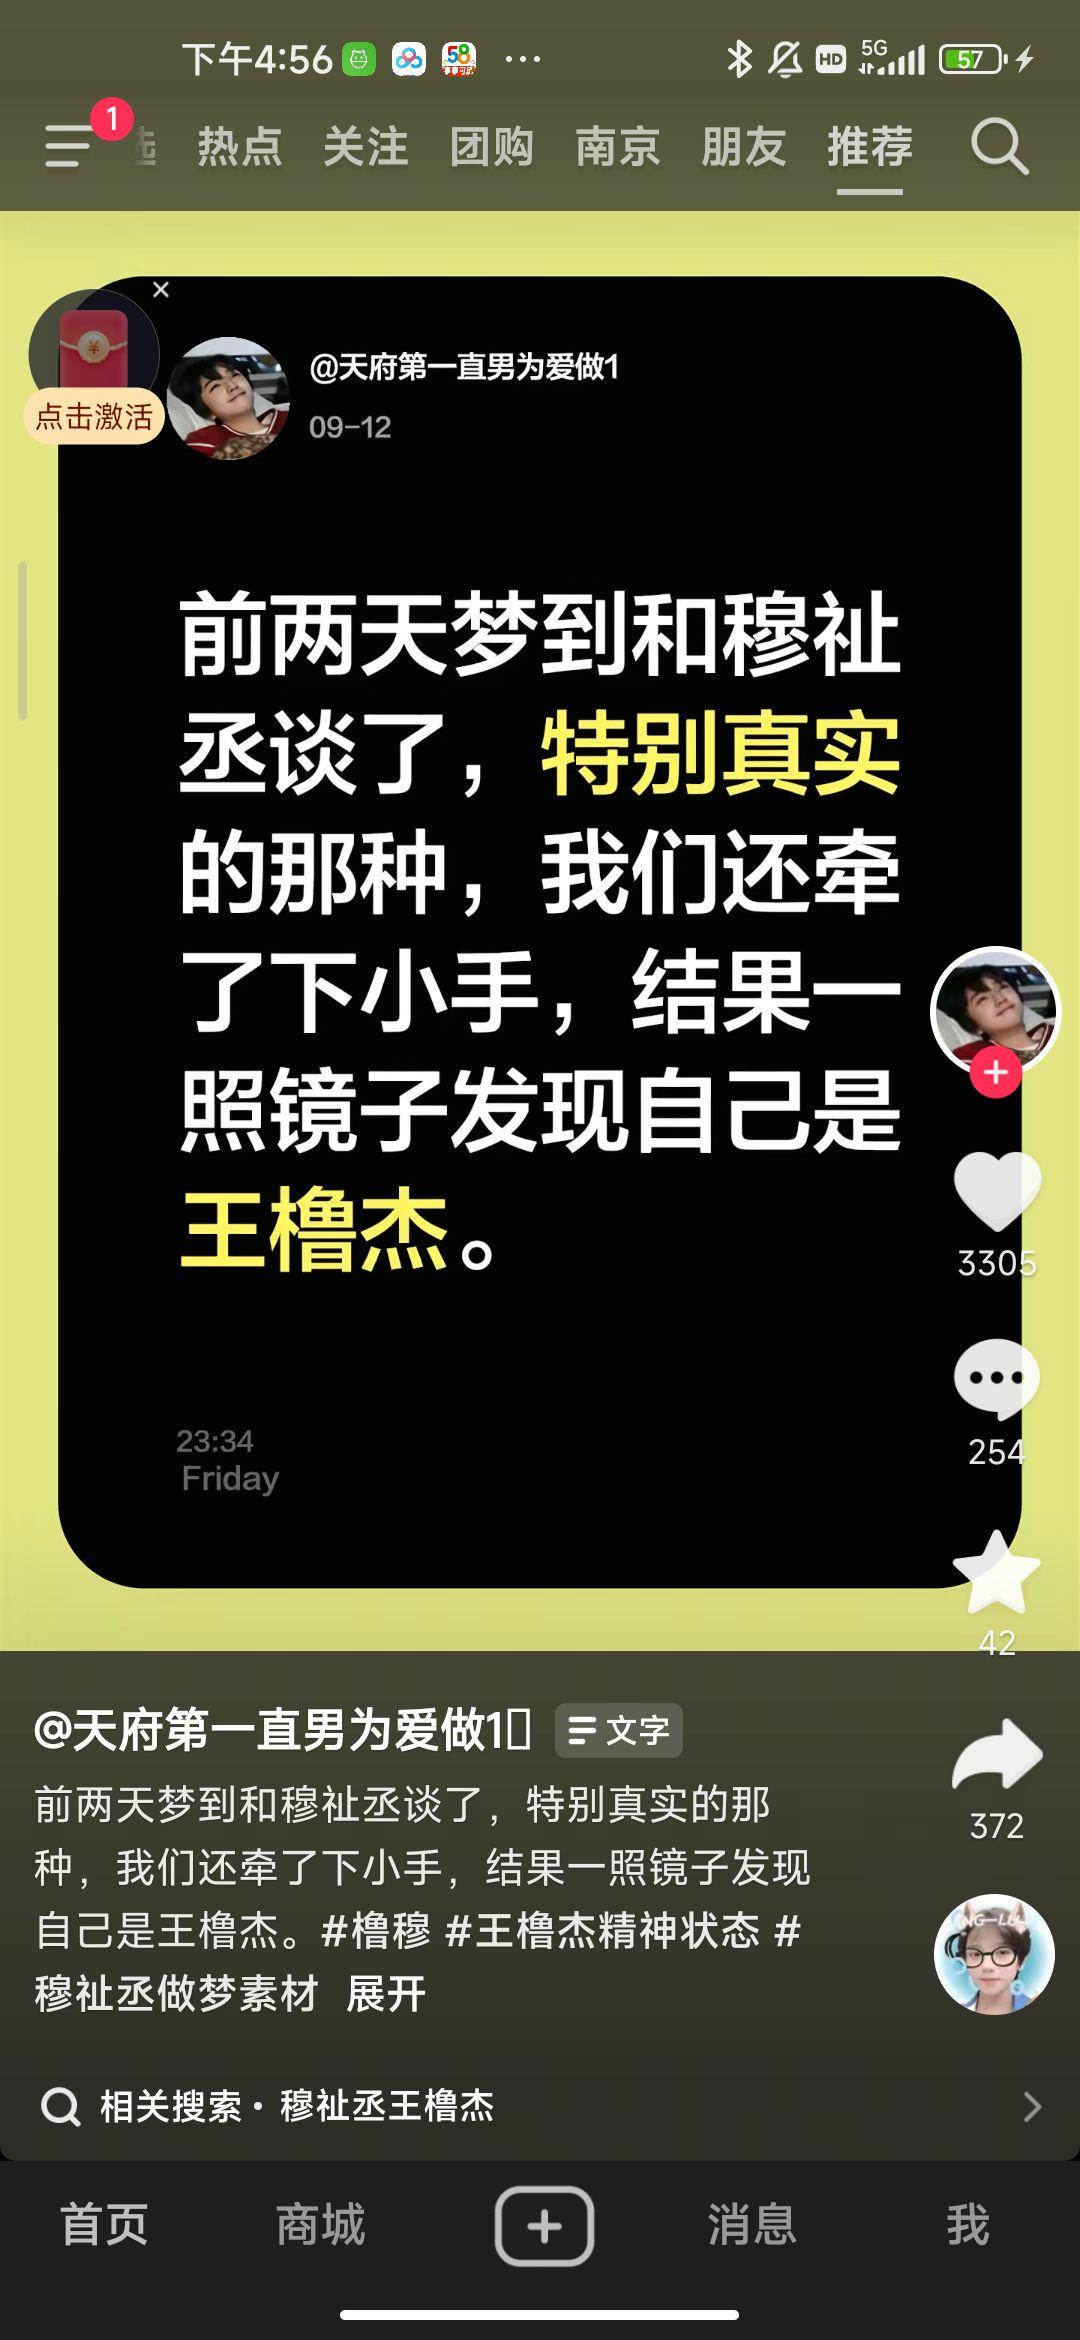 下午4:56
58
HD
5G
57
1
选 热点 关注 团购 南京 朋友 推荐
点击激活
@天府第一直男为爱做1
09-12
前两天梦到和穆祉
丞谈了，特别真实
的那种，我们还牵
了下小手，结果一
照镜子发现自己是
王橹杰。
23:34
Friday
3305
254
42
372
@天府第一直男为爱做1
文字
前两天梦到和穆祉丞谈了，特别真实的那
种，我们还牵了下小手，结果一照镜子发现
自己是王橹杰。#橹穆 #王橹杰精神状态 #
穆祉丞做梦素材 展开
相关搜索·穆祉丞王橹杰
首页 商城 消息 我